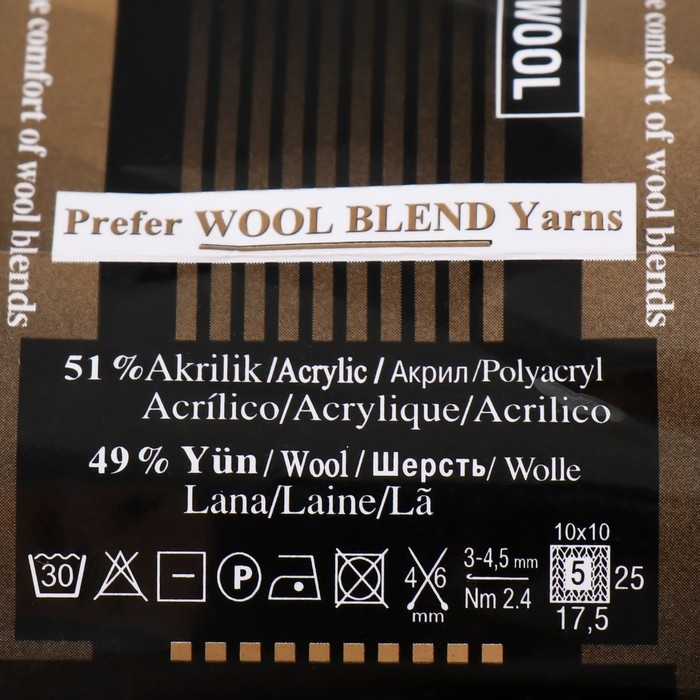 WOOL
e comfort of wool blends
e comfort of wool blends
Prefer WOOL BLEND Yarns
51 % Akrilik / Acrylic / Акрил / Polyacryl
Acrílico/Acrylique/Acrilico
49 % Yün / Wool / Шерсть / Wolle
Lana/Laine/Lã
30 P 4 6 mm 3-4,5 mm Nm 2.4 10x10 5 25 17,5